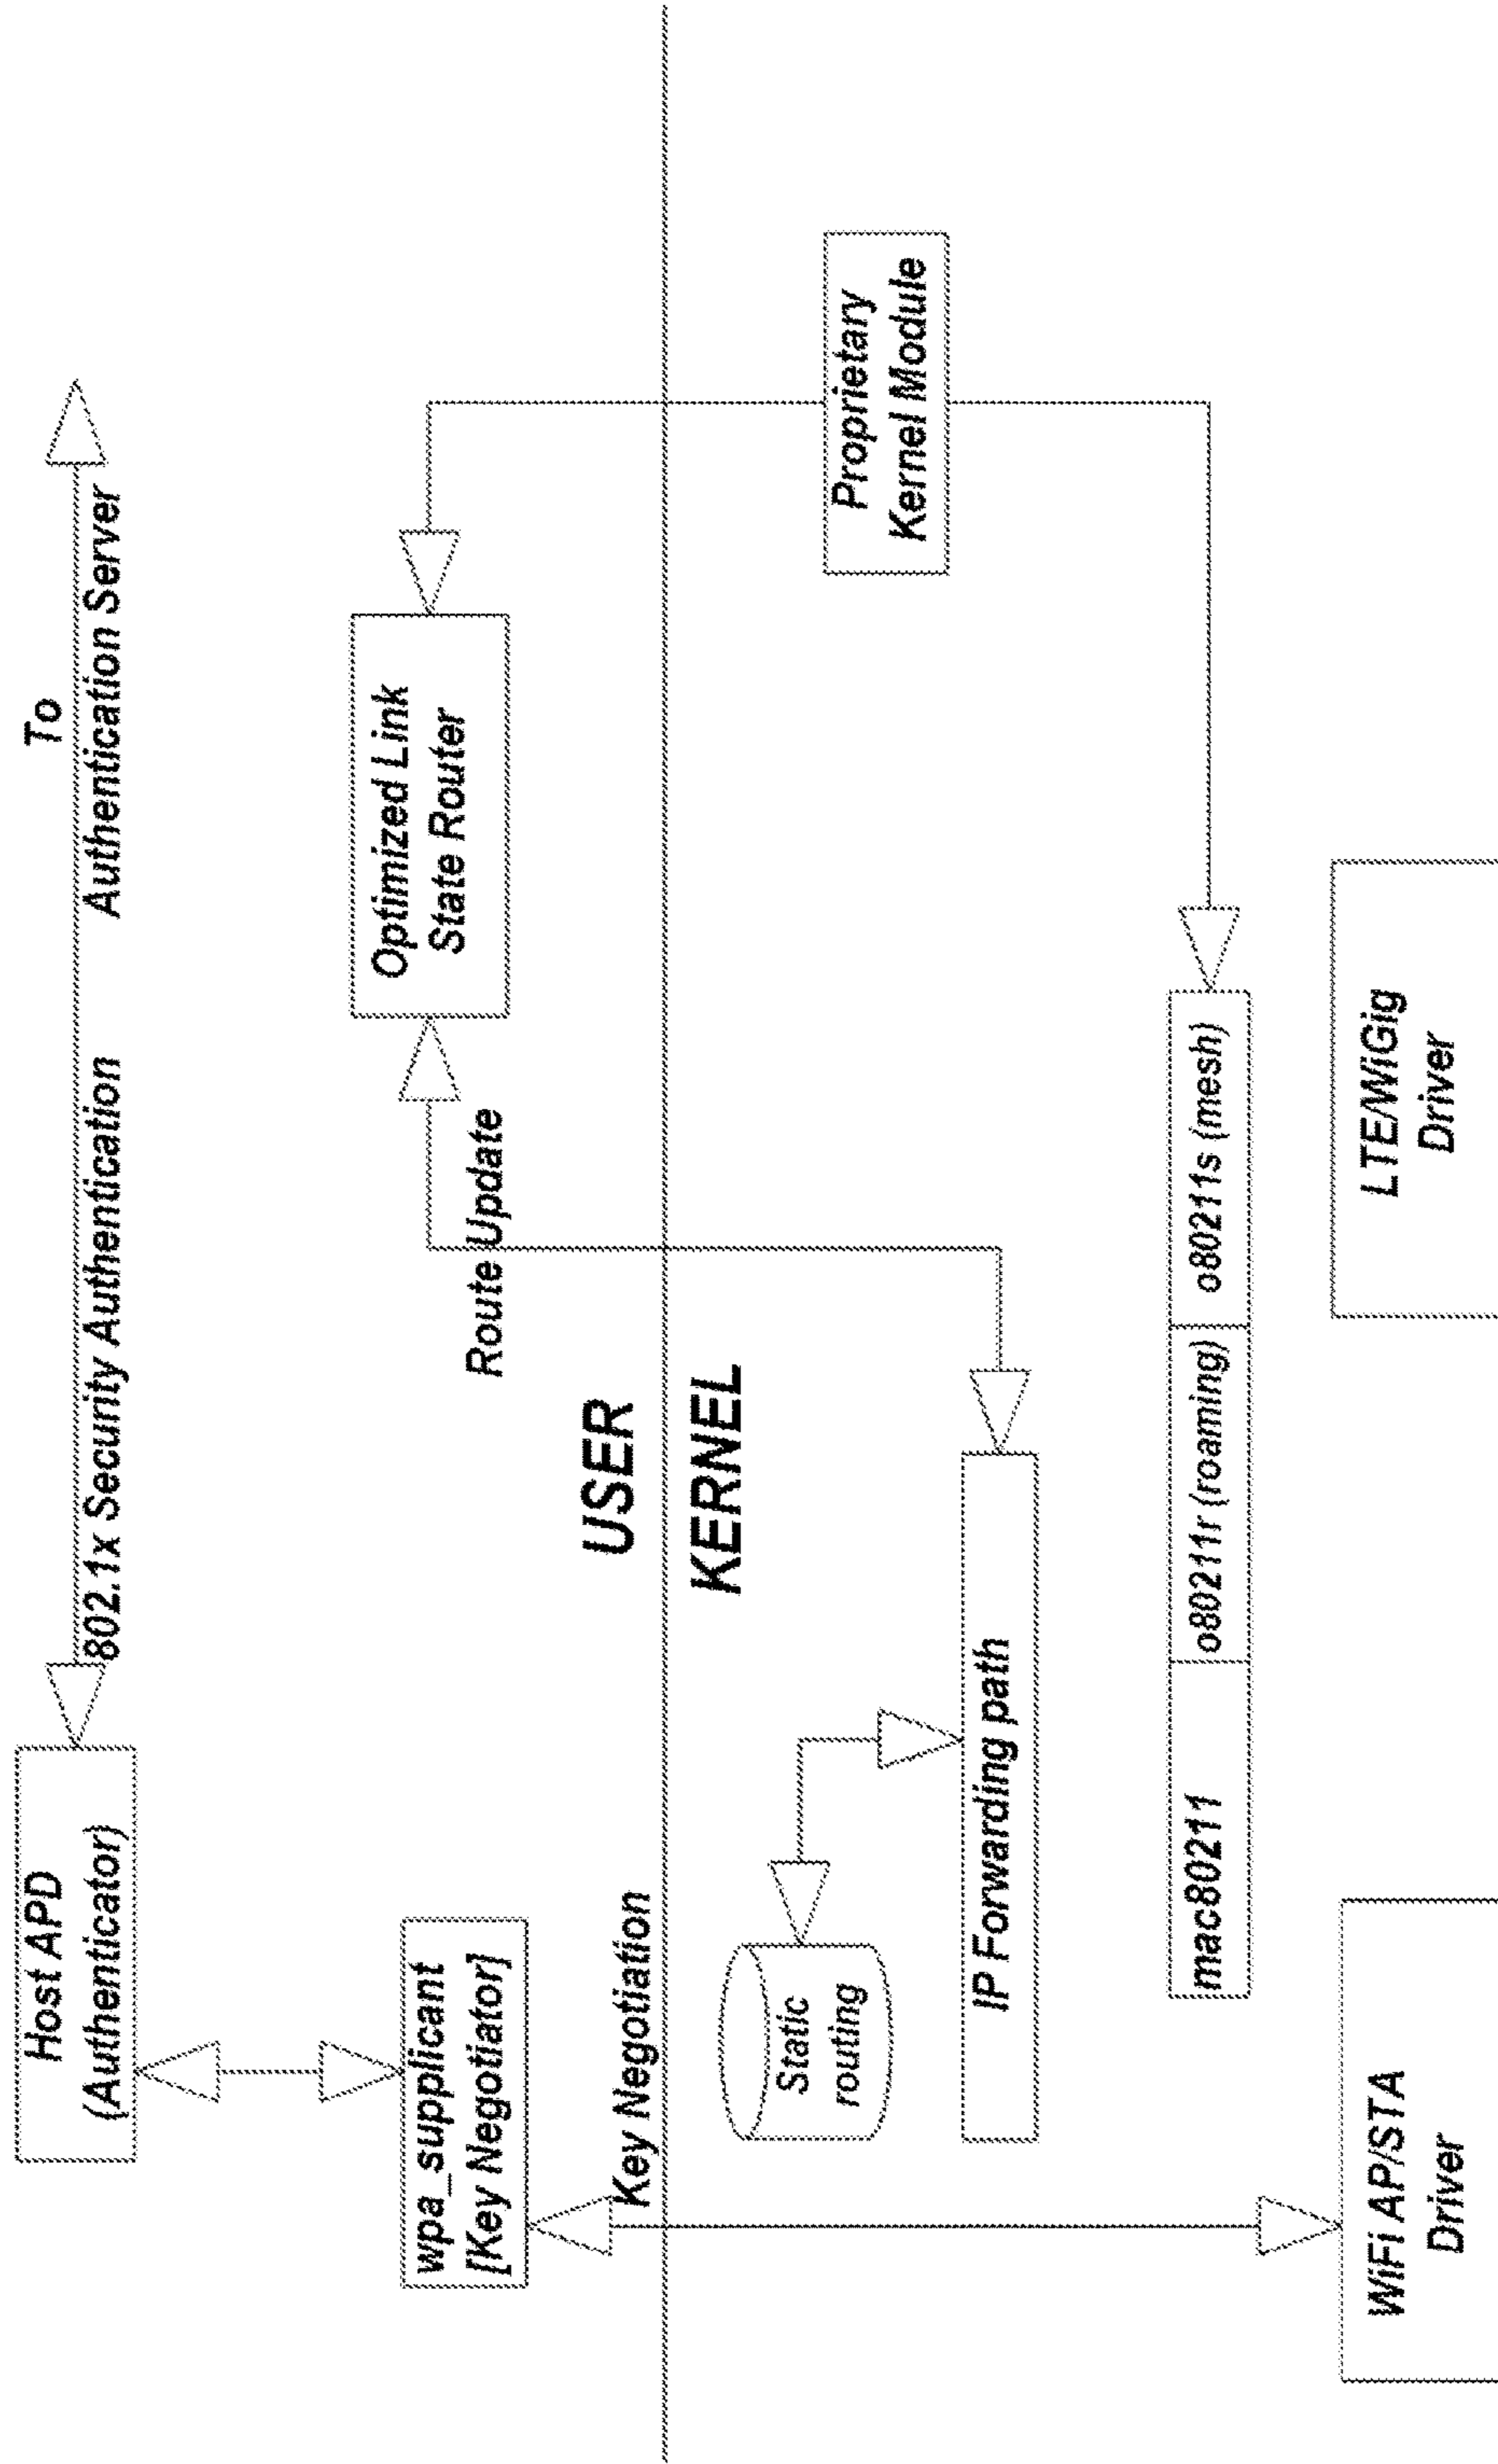 Host APD
(Authenticator)
To
802.1x Security Authentication
Authentication Server
wpa_supplicant
[Key Negotiator]
Optimized Link
State Router
Route Update
Key Negotiation
USER
KERNEL
Static
routing
Proprietary
Kernel Module
IP Forwarding path
mac80211
o80211r (roaming)
o80211s (mesh)
WiFi AP/STA
Driver
LTE/WiGig
Driver